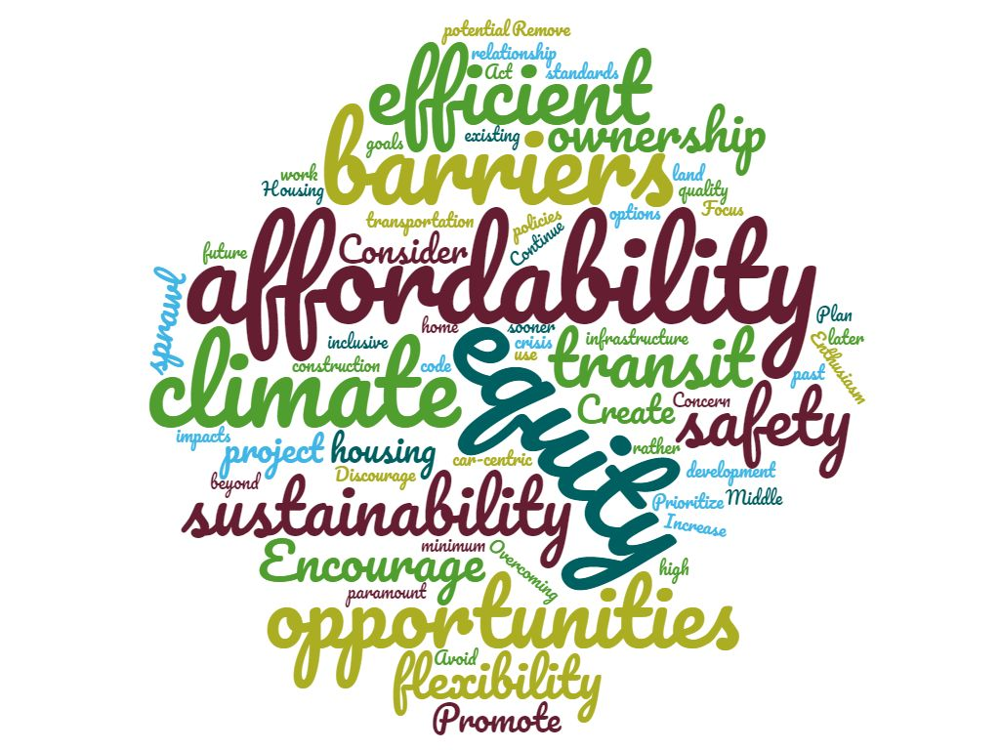 potential Remove
relationship
Act
standards
efficient
existing
ownership
goals
barriers
work
land
Housing
quality
Focus
options
transportation
policies
Continue
Consider
future
affordability
sprawl
home
sooner
Plan
later
inclusive
crisis
infrastructure
Enthusiasm
use
construction
code
transit
past
climate
equity
Create
Concern
safety
impacts
project
housing
car-centric
rather
development
Discourage
beyond
Prioritize
Middle
sustainability
Increase
minimum
Overcoming
Encourage
high
paramount
opportunities
Avoid
flexibility
Promote